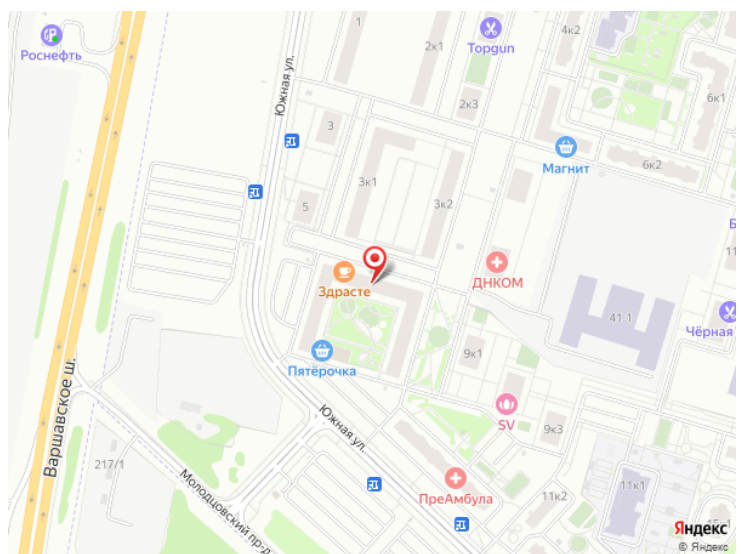 Роснефть
Южная ул.
1
2к1
Topgun
4к2
6к1
2к3
3
Магнит
6к2
3к1
5
3к2
ДНКОМ
Здрасте
41.1
Чёрная
9к1
Пятёрочка
Варшавское ш.
Южная ул.
SV
9к3
217/1
Молодцовский пр-д
ПреАмбула
11к2
11к1
Яндекс
© Яндекс